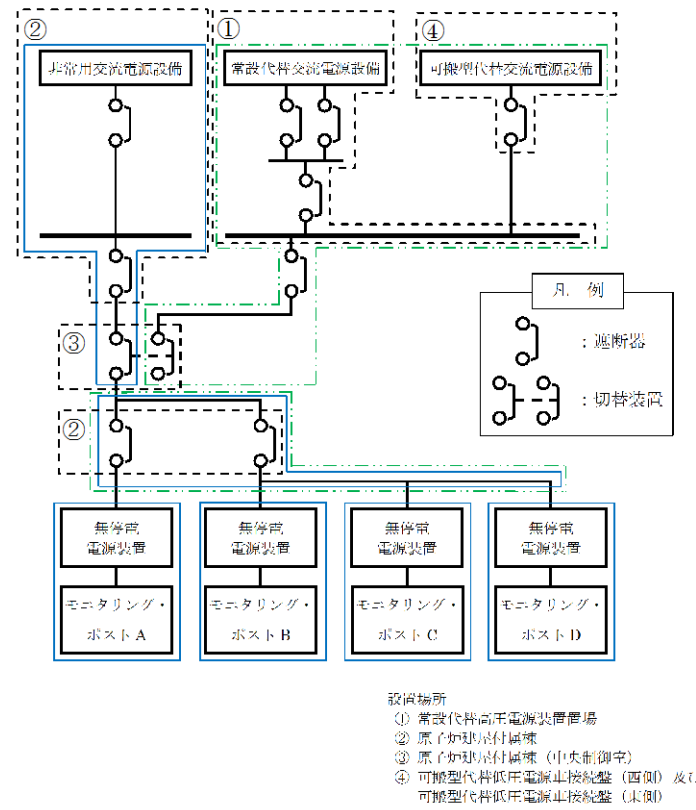 ② ① ④
非常用交流電源設備 常設代替交流電源設備 可搬型代替交流電源設備
凡 例
:遮断器
:切替装置
③
②
無停電
電源装置
モニタリング・
ポストA
無停電
電源装置
モニタリング・
ポストB
無停電
電源装置
モニタリング・
ポストC
無停電
電源装置
モニタリング・
ポストD
設置場所
① 常設代替高圧電源装置置場
② 原子炉建屋付属棟
③ 原子炉建屋付属棟(中央制御室)
④ 可搬型代替低圧電源車接続盤(西側)及び
可搬型代替低圧電源車接続盤(東側)